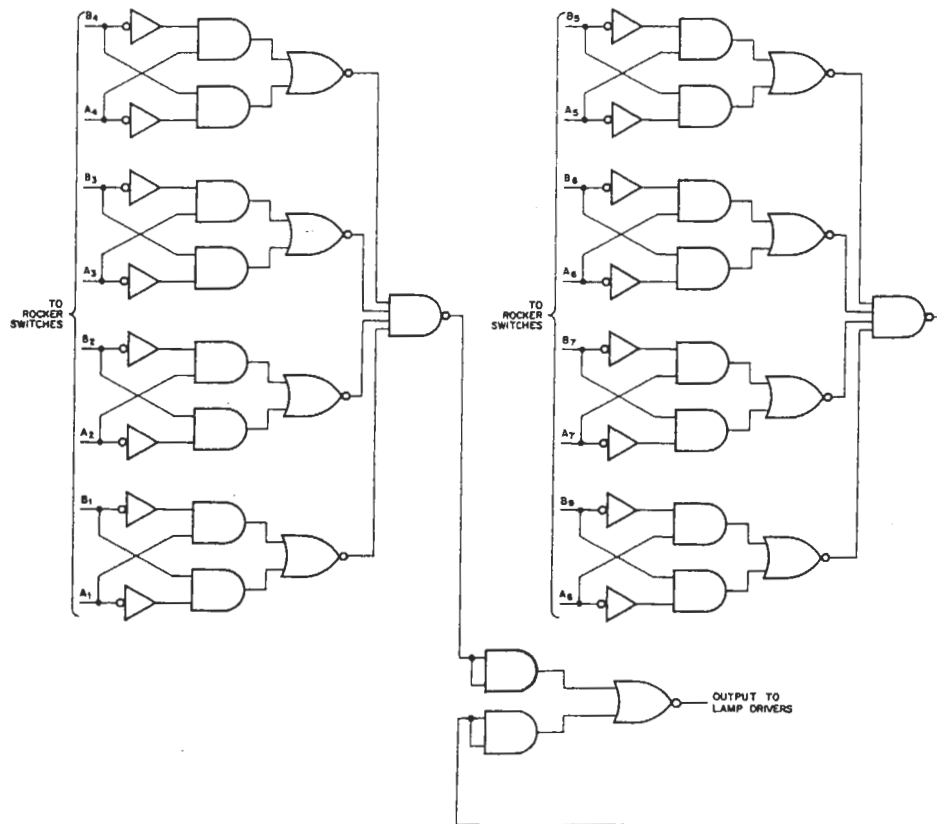 B4
A4
B3
A3
TO
ROCKER
SWITCHES
B2
A2
B1
A1
B5
A5
B6
A6
TO
ROCKER
SWITCHES
B7
A7
A6
OUTPUT TO
LAMP DRIVERS